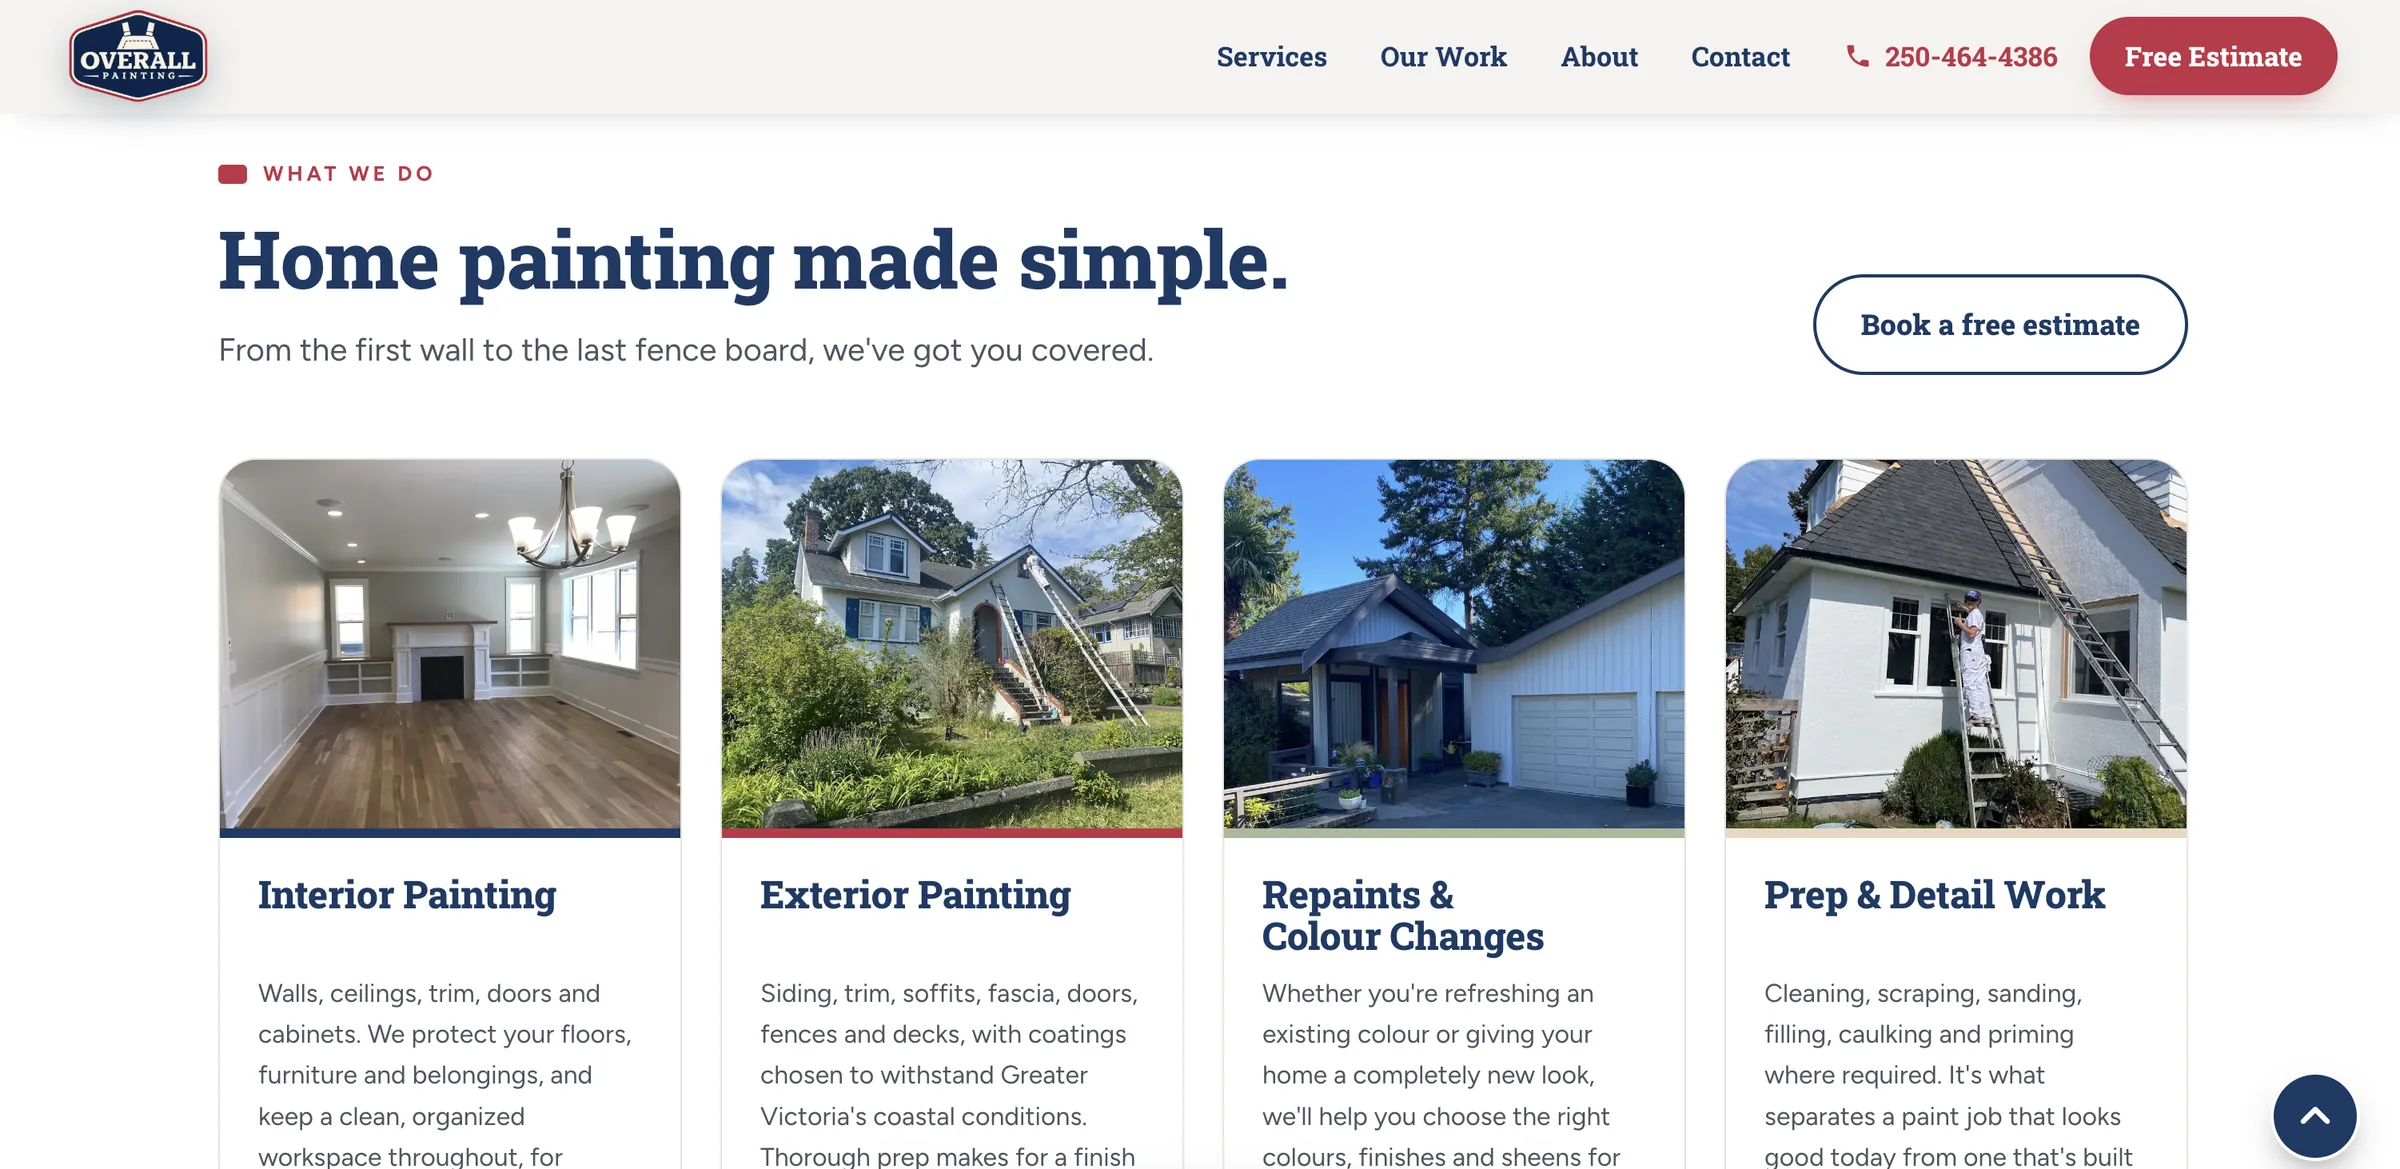 OVERALL
PAINTING
Services
Our Work
About
Contact
250-464-4386
Free Estimate
WHAT WE DO
Home painting made simple.
From the first wall to the last fence board, we've got you covered.
Book a free estimate
Interior Painting
Walls, ceilings, trim, doors and
cabinets. We protect your floors,
furniture and belongings, and
keep a clean, organized
workspace throughout, for
Exterior Painting
Siding, trim, soffits, fascia, doors,
fences and decks, with coatings
chosen to withstand Greater
Victoria's coastal conditions.
Thorough prep makes for a finish
Repaints &
Colour Changes
Whether you're refreshing an
existing colour or giving your
home a completely new look,
we'll help you choose the right
colours, finishes and sheens for
Prep & Detail Work
Cleaning, scraping, sanding,
filling, caulking and priming
where required. It's what
separates a paint job that looks
good today from one that's built